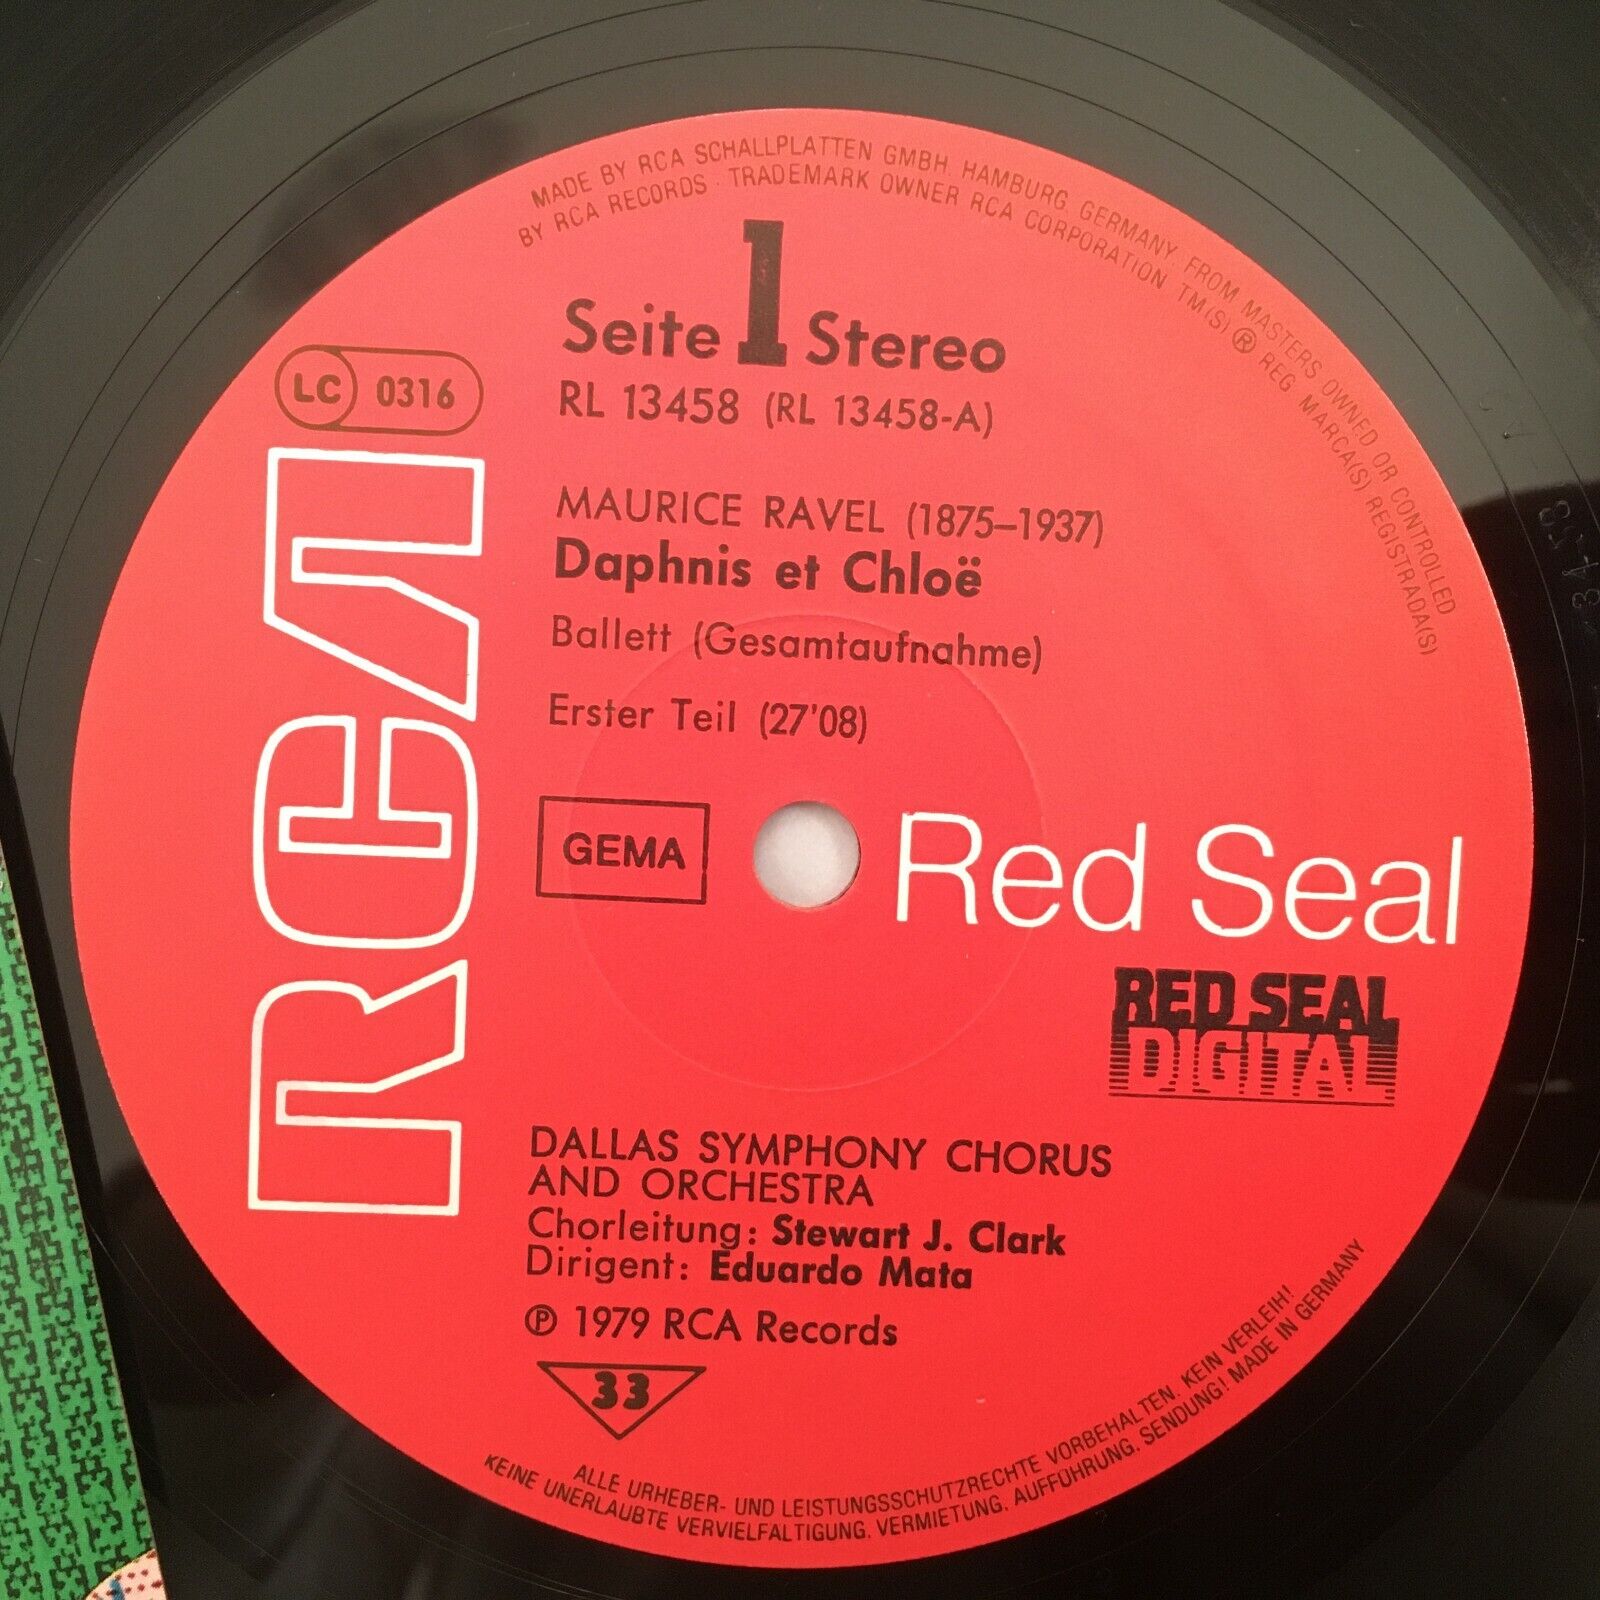 MADE BY RCA SCHALLPLATTEN GMBH. HAMBURG, GERMANY. FROM MASTERS OWNED OR CONTROLLED
BY RCA RECORDS · TRADEMARK OWNER RCA CORPORATION TM(S) ® REG. MARCA(S) REGISTRADA(S)
Seite 1 Stereo
LC 0316
RL 13458 (RL 13458-A)
RCA
MAURICE RAVEL (1875–1937)
Daphnis et Chloë
Ballett (Gesamtaufnahme)
Erster Teil (27'08)
GEMA
Red Seal
RED SEAL
DIGITAL
DALLAS SYMPHONY CHORUS
AND ORCHESTRA
Chorleitung: Stewart J. Clark
Dirigent: Eduardo Mata
℗ 1979 RCA Records
33
ALLE URHEBER- UND LEISTUNGSSCHUTZRECHTE VORBEHALTEN. KEIN VERLEIH!
KEINE UNERLAUBTE VERVIELFÄLTIGUNG, VERMIETUNG, AUFFÜHRUNG, SENDUNG! MADE IN GERMANY